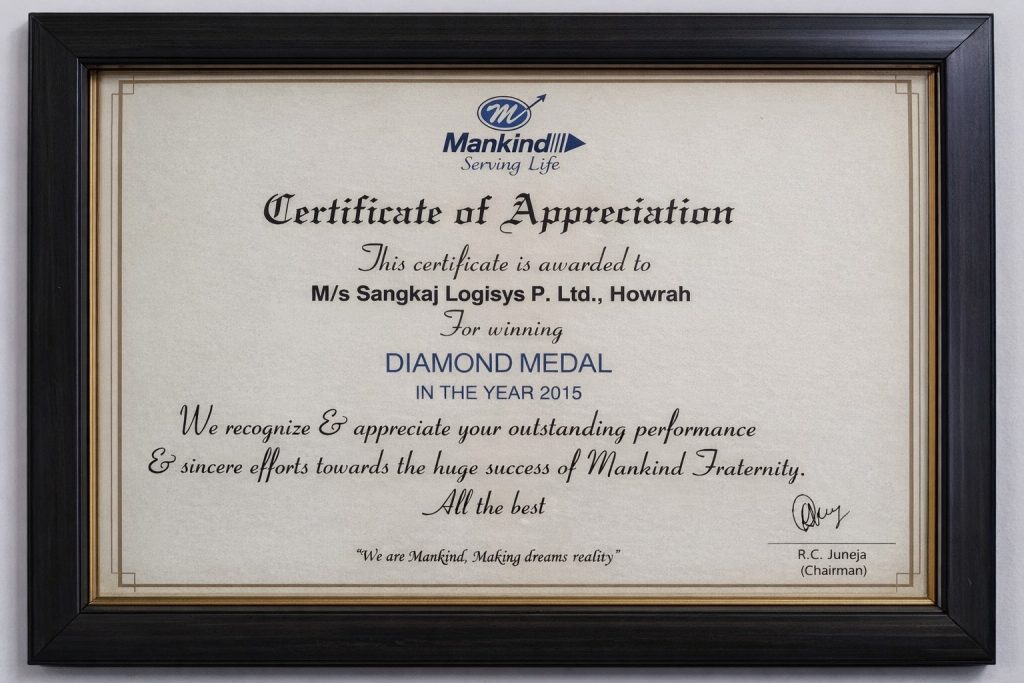 m
Mankind
Serving Life
Certificate of Appreciation
This certificate is awarded to
M/s Sangkaj Logisys P. Ltd., Howrah
For winning
DIAMOND MEDAL
IN THE YEAR 2015
We recognize & appreciate your outstanding performance
& sincere efforts towards the huge success of Mankind Fraternity.
All the best
"We are Mankind, Making dreams reality"
R.C. Juneja
(Chairman)